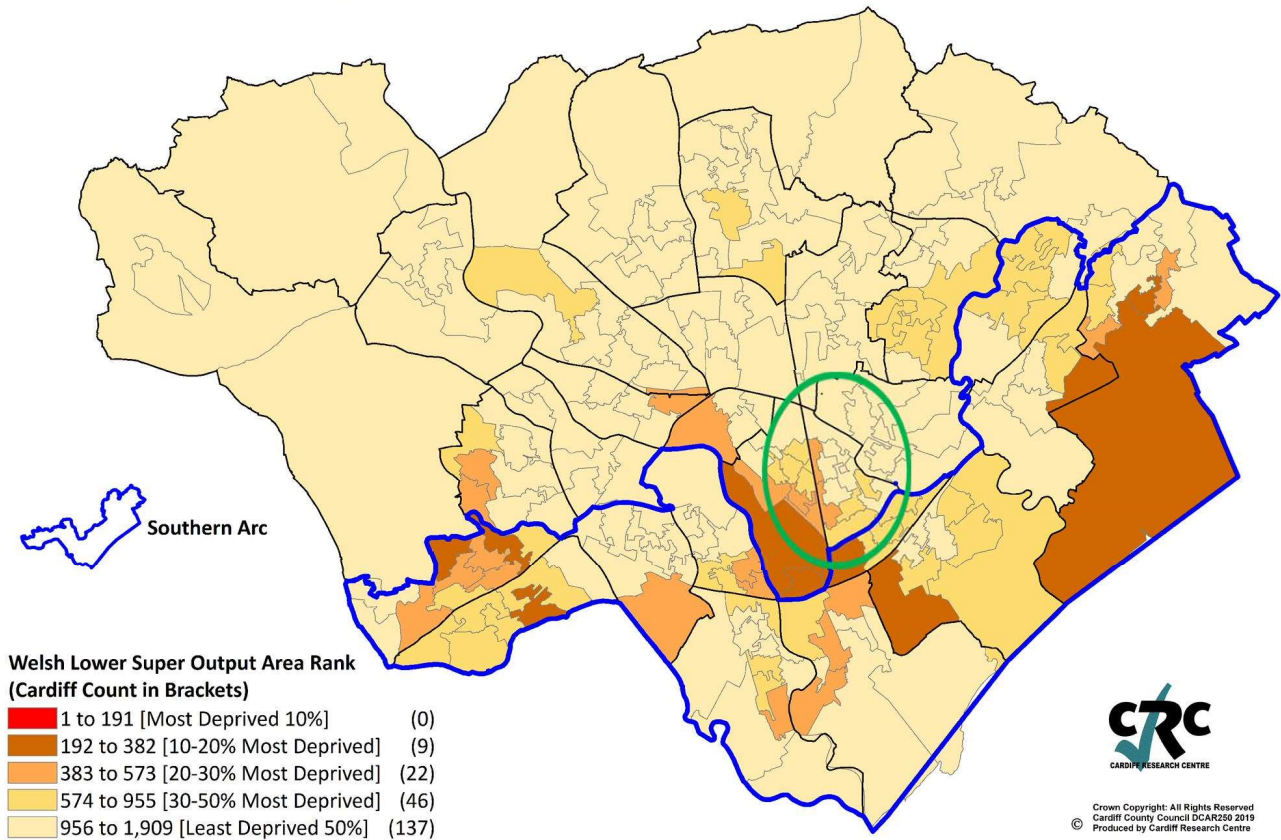 Southern Arc
Welsh Lower Super Output Area Rank
(Cardiff Count in Brackets)
1 to 191 [Most Deprived 10%] (0)
192 to 382 [10-20% Most Deprived] (9)
383 to 573 [20-30% Most Deprived] (22)
574 to 955 [30-50% Most Deprived] (46)
956 to 1,909 [Least Deprived 50%] (137)
CRC
CARDIFF RESEARCH CENTRE
Crown Copyright: All Rights Reserved
Cardiff County Council DCAR250 2019
© Produced by Cardiff Research Centre